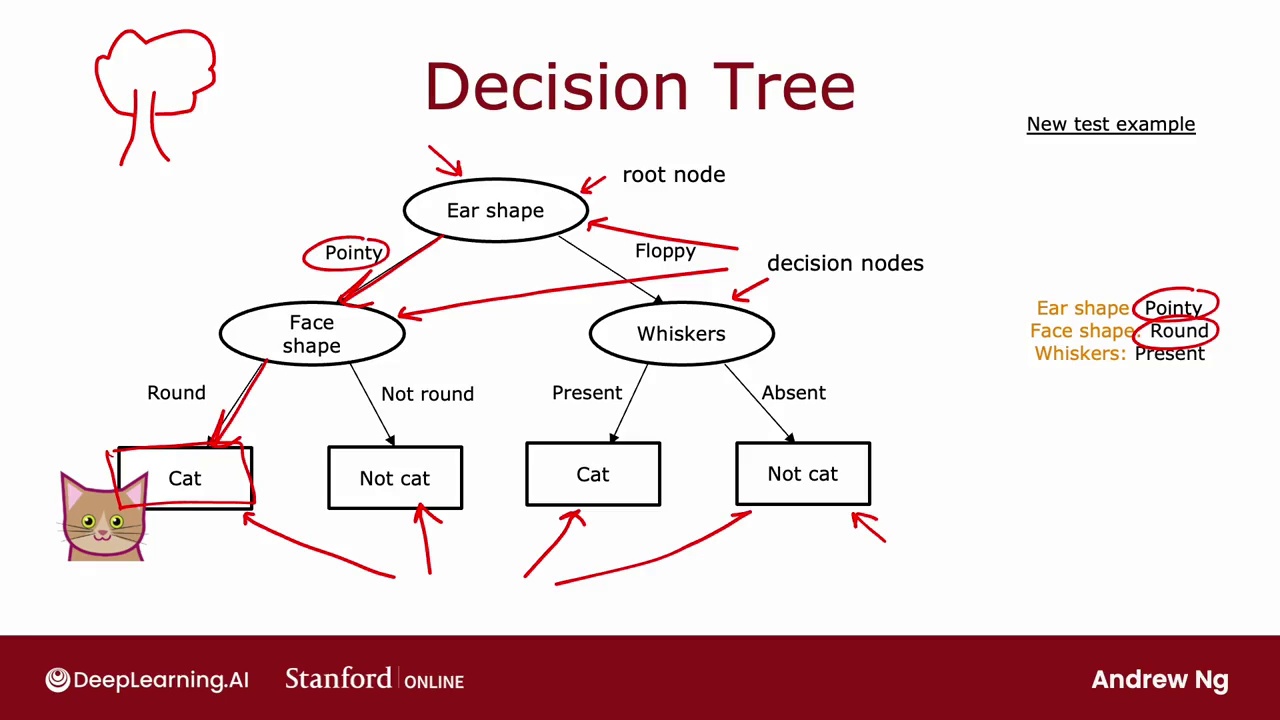 Decision Tree
New test example
root node
Ear shape
Pointy
Floppy
decision nodes
Ear shape: Pointy
Face shape: Round
Whiskers: Present
Face
shape
Whiskers
Round
Not round
Present
Absent
Cat
Not cat
Cat
Not cat
DeepLearning.AI
Stanford ONLINE
Andrew Ng